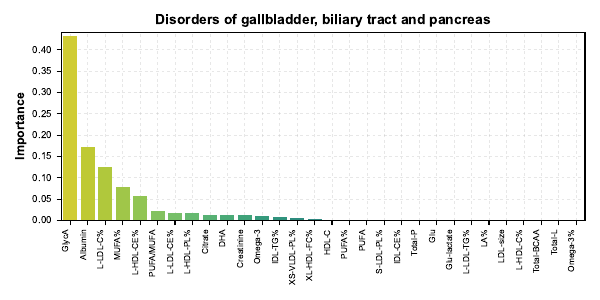 Disorders of gallbladder, biliary tract and pancreas
Importance
0.40
0.35
0.30
0.25
0.20
0.15
0.10
0.05
0.00
GlycA
Albumin
L-LDL-C%
MUFA%
L-HDL-CE%
PUFA/MUFA
L-LDL-CE%
L-HDL-PL%
Citrate
DHA
Creatinine
Omega-3
IDL-TG%
XS-VLDL-PL%
XL-HDL-FC%
HDL-C
PUFA%
PUFA
S-LDL-PL%
IDL-CE%
Total-P
Glu
Glu-lactate
L-LDL-TG%
LA%
LDL-size
L-HDL-C%
Total-BCAA
Total-L
Omega-3%